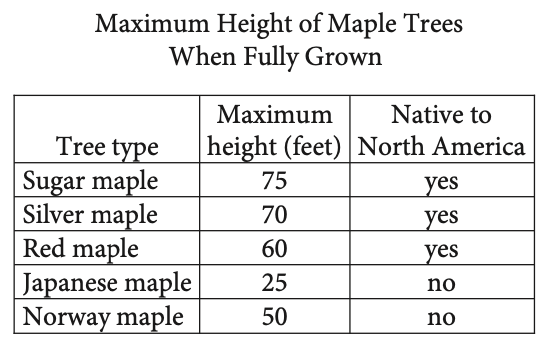 Maximum Height of Maple Trees
When Fully Grown
Maximum Native to
Tree type height (feet) North America
Sugar maple 75 yes
Silver maple 70 yes
Red maple 60 yes
Japanese maple 25 no
Norway maple 50 no